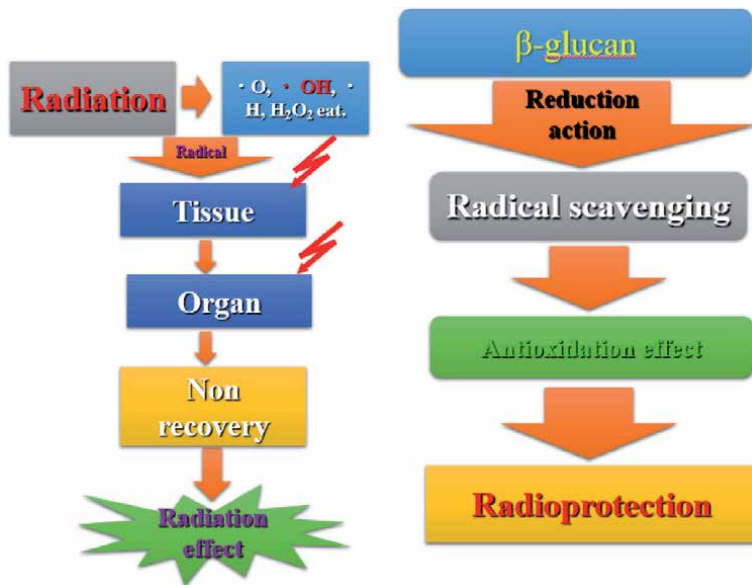 Radiation
· O, · OH, ·
H, H₂O₂ eat.
Radical
Tissue
Organ
Non
recovery
Radiation
effect
β-glucan
Reduction
action
Radical scavenging
Antioxidation effect
Radioprotection